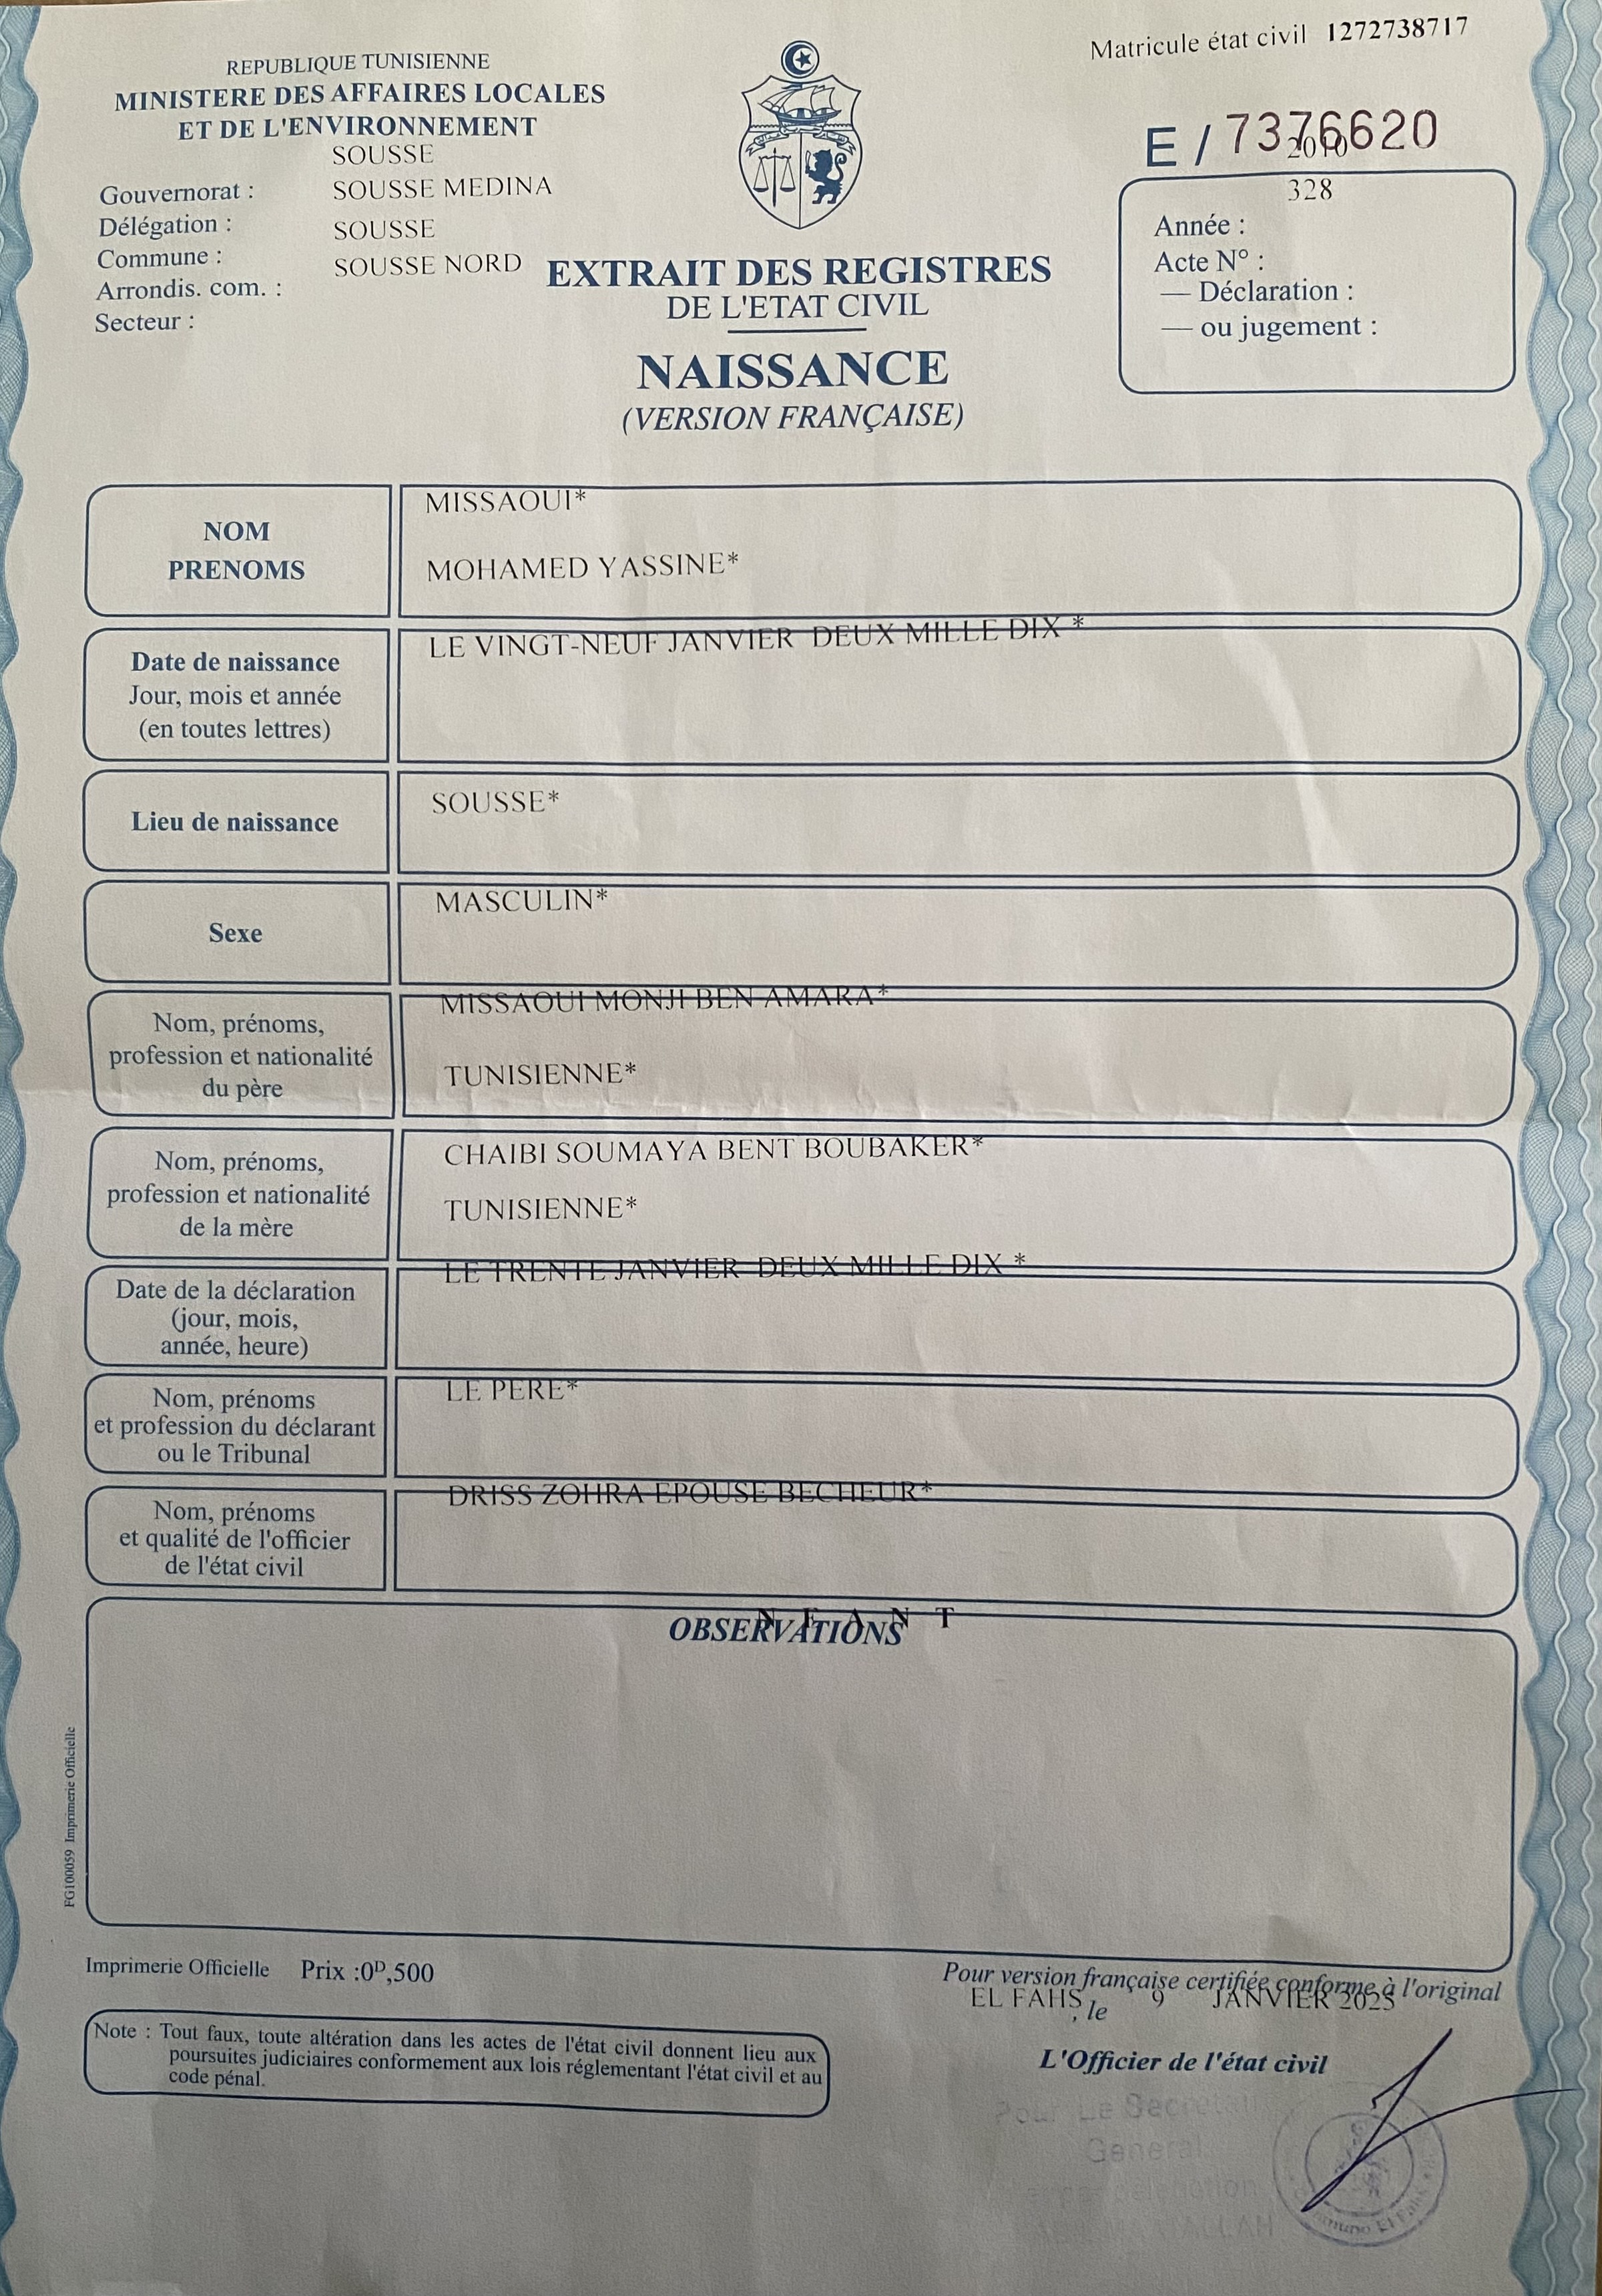 Matricule état civil 1272738717
REPUBLIQUE TUNISIENNE
MINISTERE DES AFFAIRES LOCALES
ET DE L'ENVIRONNEMENT
SOUSSE
Gouvernorat : SOUSSE MEDINA
Délégation : SOUSSE
Commune : SOUSSE NORD
Arrondis. com. :
Secteur :
E / 7376620
2010
328
Année :
Acte N° :
— Déclaration :
— ou jugement :
EXTRAIT DES REGISTRES
DE L'ETAT CIVIL
NAISSANCE
(VERSION FRANÇAISE)
NOM
PRENOMS
MISSAOUI*
MOHAMED YASSINE*
Date de naissance
Jour, mois et année
(en toutes lettres)
LE VINGT-NEUF JANVIER DEUX MILLE DIX *
Lieu de naissance
SOUSSE*
Sexe
MASCULIN*
Nom, prénoms,
profession et nationalité
du père
MISSAOUI MONJI BEN AMARA*
TUNISIENNE*
Nom, prénoms,
profession et nationalité
de la mère
CHAIBI SOUMAYA BENT BOUBAKER*
TUNISIENNE*
Date de la déclaration
(jour, mois,
année, heure)
LE TRENTE JANVIER DEUX MILLE DIX *
Nom, prénoms
et profession du déclarant
ou le Tribunal
LE PERE*
Nom, prénoms
et qualité de l'officier
de l'état civil
DRISS ZOHRA EPOUSE BECHEUR*
OBSERVATIONS
N E A N T
FG100059 Imprimerie Officielle
Imprimerie Officielle Prix :0D,500
Pour version française certifiée conforme à l'original
EL FAHS , le 9 JANVIER 2025
Note : Tout faux, toute altération dans les actes de l'état civil donnent lieu aux
poursuites judiciaires conformement aux lois réglementant l'état civil et au
code pénal.
L'Officier de l'état civil
Pour Le Secretai
General